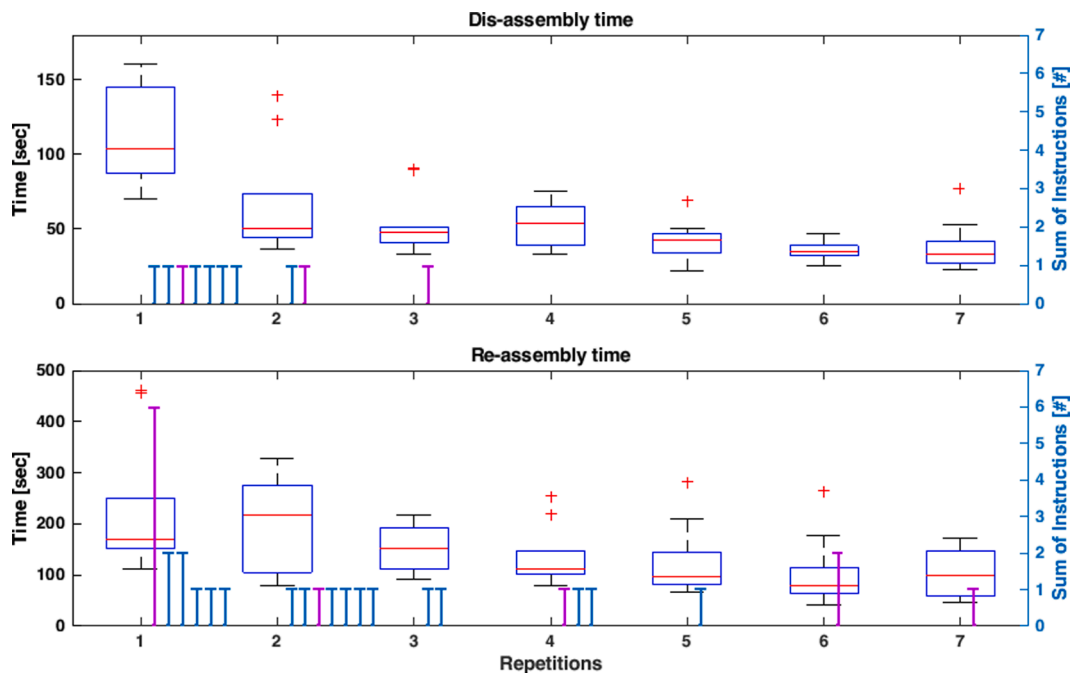 Dis-assembly time
Time [sec]
150
100
50
0
1 2 3 4 5 6 7
7
6
5
4
3
2
1
0
Sum of Instructions [#]
Re-assembly time
Time [sec]
500
400
300
200
100
0
1 2 3 4 5 6 7
7
6
5
4
3
2
1
0
Sum of Instructions [#]
Repetitions